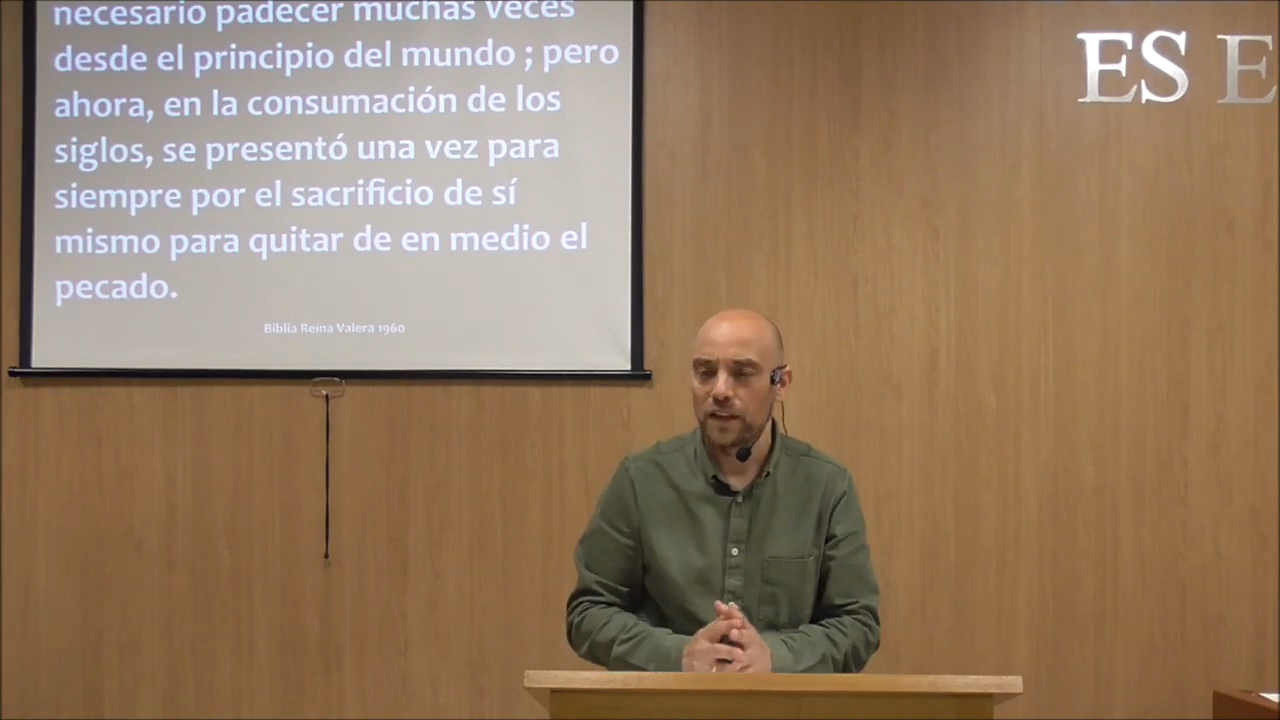 necesario padecer muchas veces
desde el principio del mundo ; pero
ahora, en la consumación de los
siglos, se presentó una vez para
siempre por el sacrificio de sí
mismo para quitar de en medio el
pecado.
Biblia Reina Valera 1960
ES E